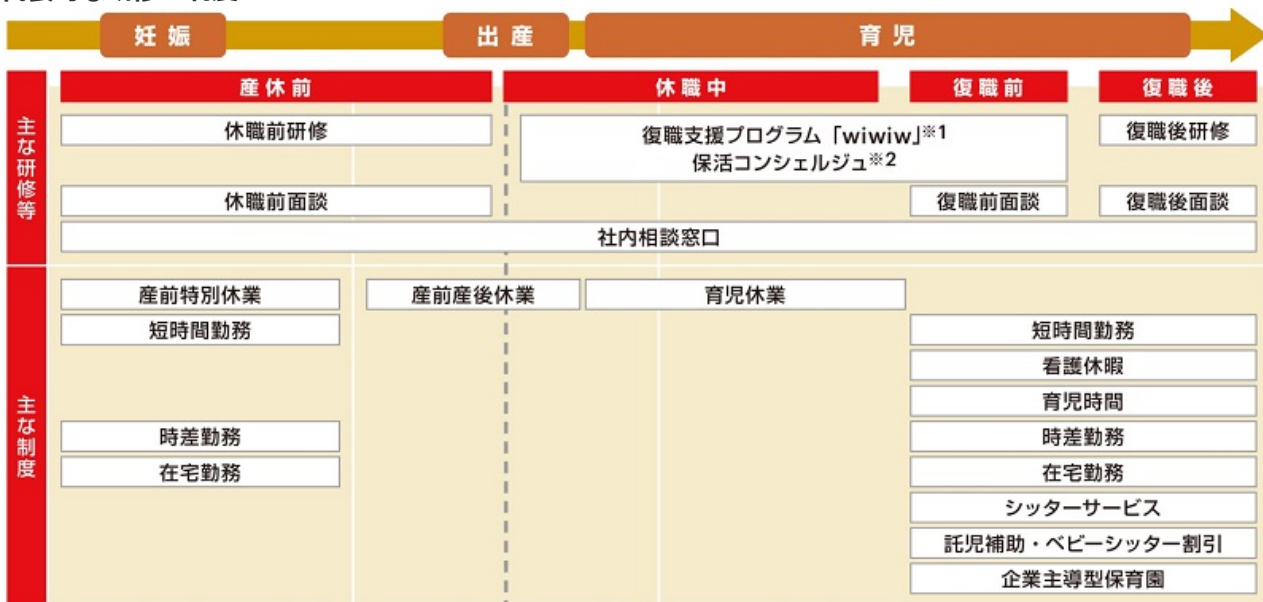 妊娠
出産
育児
産休前
休職中
復職前
復職後
主な研修等
休職前研修
復職支援プログラム「wiwiw」※1
保活コンシェルジュ※2
復職後研修
休職前面談
復職前面談
復職後面談
社内相談窓口
主な制度
産前特別休業
産前産後休業
育児休業
短時間勤務
短時間勤務
看護休暇
育児時間
時差勤務
時差勤務
在宅勤務
在宅勤務
シッターサービス
託児補助・ベビーシッター割引
企業主導型保育園